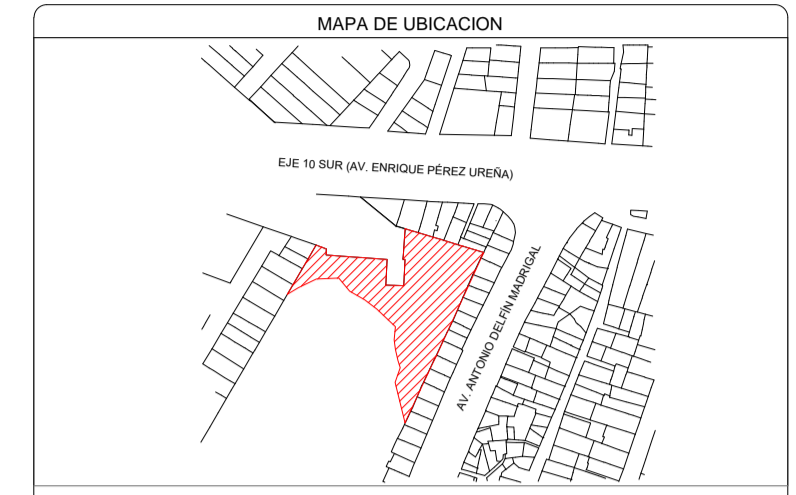 MAPA DE UBICACION
EJE 10 SUR (AV. ENRIQUE PÉREZ UREÑA)
AV. ANTONIO DELFÍN MADRIGAL